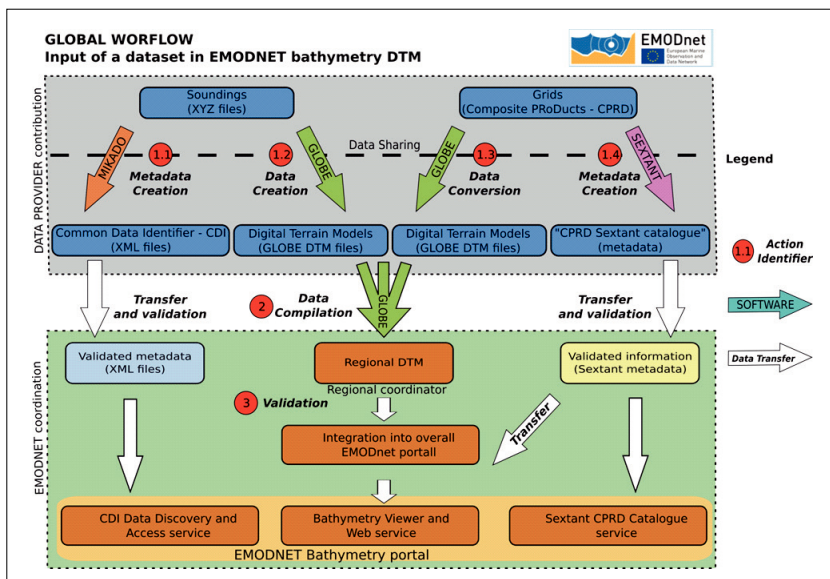 GLOBAL WORFLOW
Input of a dataset in EMODNET bathymetry DTM
EMODnet
European Marine
Observation and
Data Network
DATA PROVIDER contribution
Soundings
(XYZ files)
Grids
(Composite PRoDucts - CPRD)
Data Sharing
MIKADO
1.1
Metadata
Creation
1.2
Data
Creation
GLOBE
GLOBE
1.3
Data
Conversion
1.4
Metadata
Creation
SEXTANT
Common Data Identifier - CDI
(XML files)
Digital Terrain Models
(GLOBE DTM files)
Digital Terrain Models
(GLOBE DTM files)
"CPRD Sextant catalogue"
(metadata)
Legend
1.1
Action
Identifier
SOFTWARE
Data Transfer
Transfer
and validation
2
Data
Compilation
GLOBE
Transfer
and validation
EMODNET coordination
Validated metadata
(XML files)
Regional DTM
Regional coordinator
Validated information
(Sextant metadata)
3
Validation
Transfer
Integration into overall
EMODnet portall
CDI Data Discovery and
Access service
Bathymetry Viewer and
Web service
Sextant CPRD Catalogue
service
EMODNET Bathymetry portal